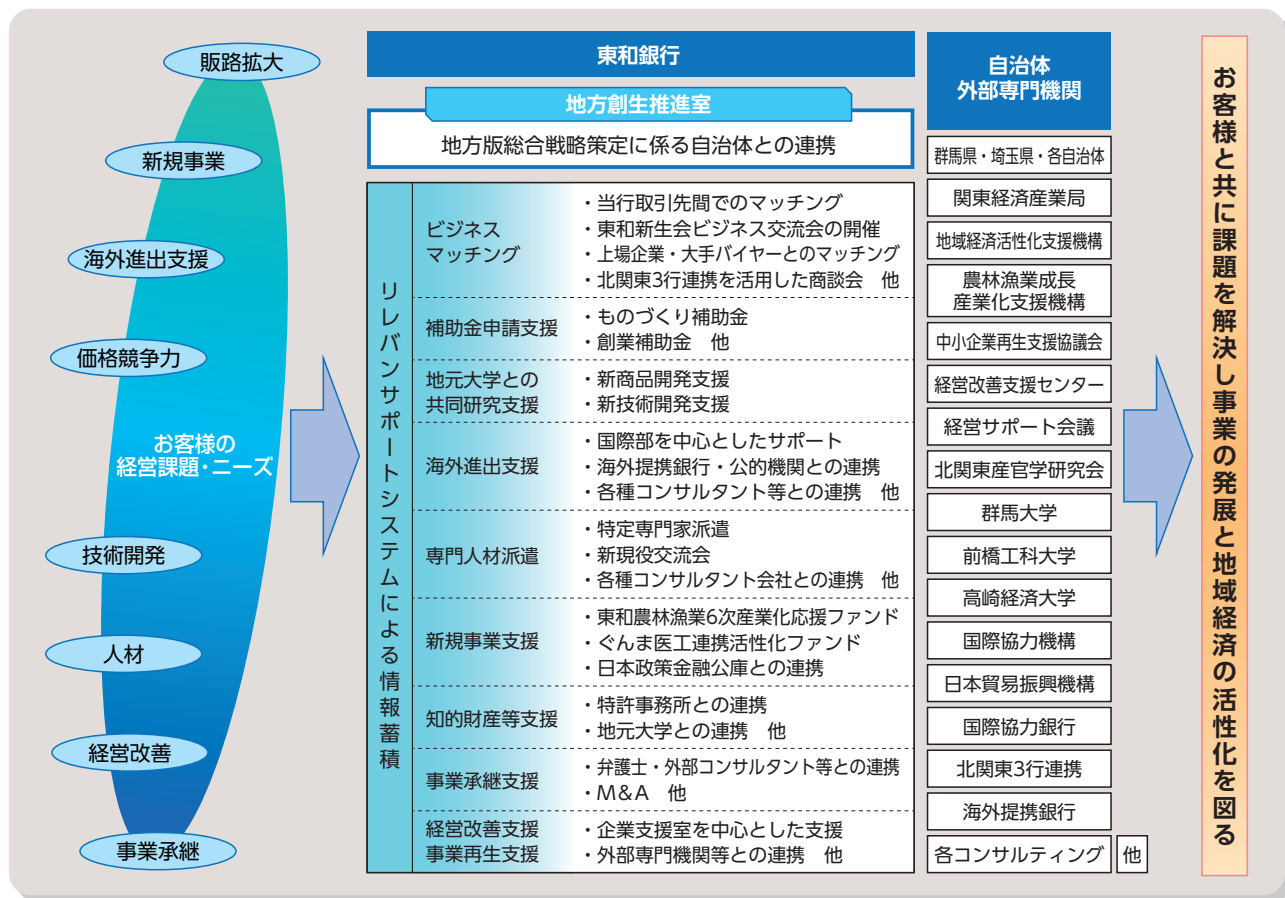 販路拡大
新規事業
海外進出支援
価格競争力
お客様の
経営課題・ニーズ
技術開発
人材
経営改善
事業承継
東和銀行
地方創生推進室
地方版総合戦略策定に係る自治体との連携
リレバンサポートシステムによる情報蓄積
ビジネス
マッチング
・当行取引先間でのマッチング
・東和新生会ビジネス交流会の開催
・上場企業・大手バイヤーとのマッチング
・北関東3行連携を活用した商談会　他
補助金申請支援
・ものづくり補助金
・創業補助金　他
地元大学との
共同研究支援
・新商品開発支援
・新技術開発支援
海外進出支援
・国際部を中心としたサポート
・海外提携銀行・公的機関との連携
・各種コンサルタント等との連携　他
専門人材派遣
・特定専門家派遣
・新現役交流会
・各種コンサルタント会社との連携　他
新規事業支援
・東和農林漁業6次産業化応援ファンド
・ぐんま医工連携活性化ファンド
・日本政策金融公庫との連携
知的財産等支援
・特許事務所との連携
・地元大学との連携　他
事業承継支援
・弁護士・外部コンサルタント等との連携
・M&A　他
経営改善支援
事業再生支援
・企業支援室を中心とした支援
・外部専門機関等との連携　他
自治体
外部専門機関
群馬県・埼玉県・各自治体
関東経済産業局
地域経済活性化支援機構
農林漁業成長
産業化支援機構
中小企業再生支援協議会
経営改善支援センター
経営サポート会議
北関東産官学研究会
群馬大学
前橋工科大学
高崎経済大学
国際協力機構
日本貿易振興機構
国際協力銀行
北関東3行連携
海外提携銀行
各コンサルティング
他
お客様と共に課題を解決し事業の発展と地域経済の活性化を図る